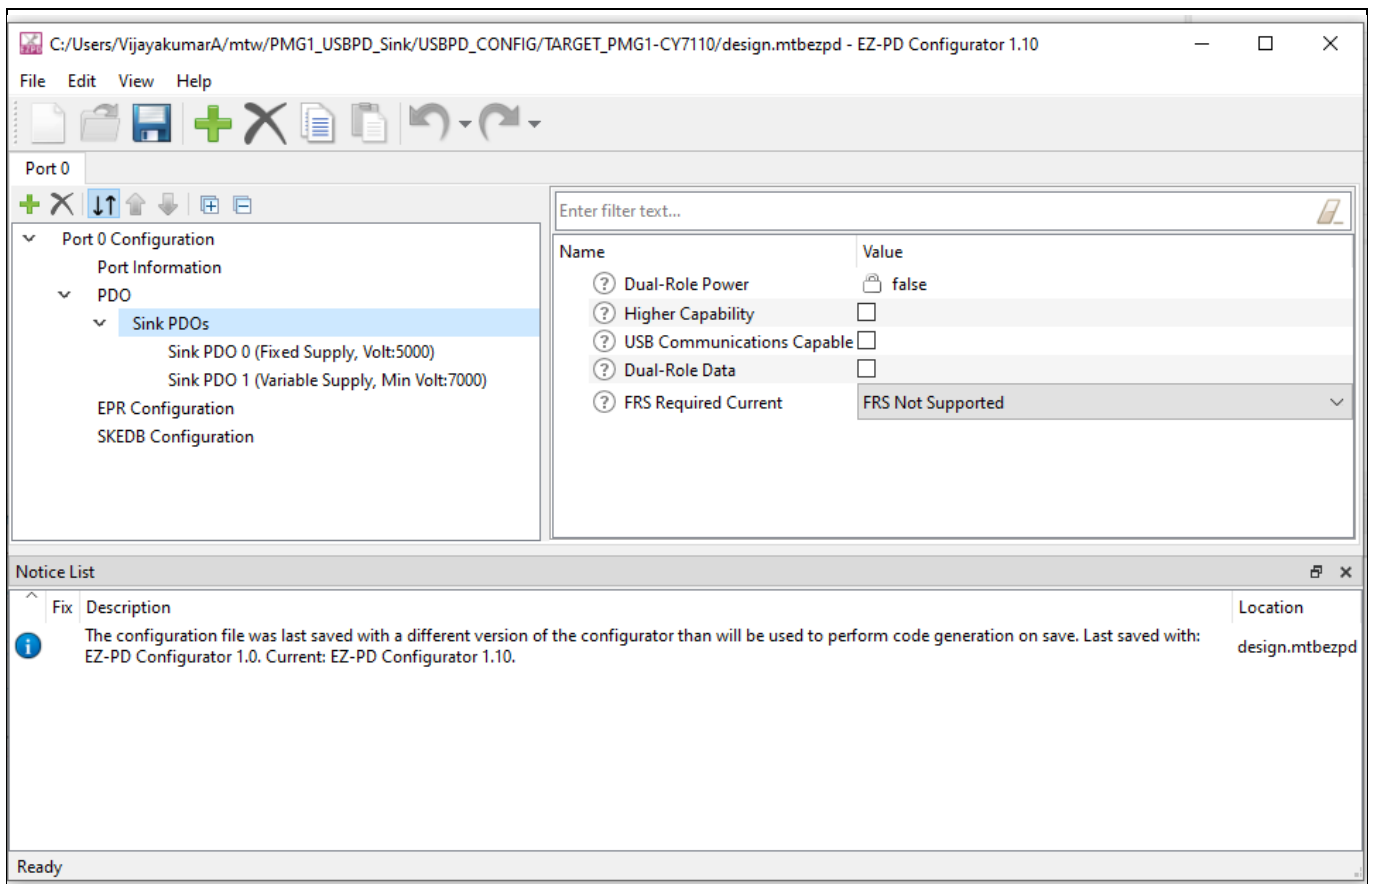 C:/Users/VijayakumarA/mtw/PMG1_USBPD_Sink/USBPD_CONFIG/TARGET_PMG1-CY7110/design.mtbezpd - EZ-PD Configurator 1.10
File Edit View Help
Port 0
Port 0 Configuration
Port Information
PDO
Sink PDOs
Sink PDO 0 (Fixed Supply, Volt:5000)
Sink PDO 1 (Variable Supply, Min Volt:7000)
EPR Configuration
SKEDB Configuration
Enter filter text...
Name Value
Dual-Role Power false
Higher Capability
USB Communications Capable
Dual-Role Data
FRS Required Current FRS Not Supported
Notice List
Fix Description Location
The configuration file was last saved with a different version of the configurator than will be used to perform code generation on save. Last saved with:
EZ-PD Configurator 1.0. Current: EZ-PD Configurator 1.10.
design.mtbezpd
Ready